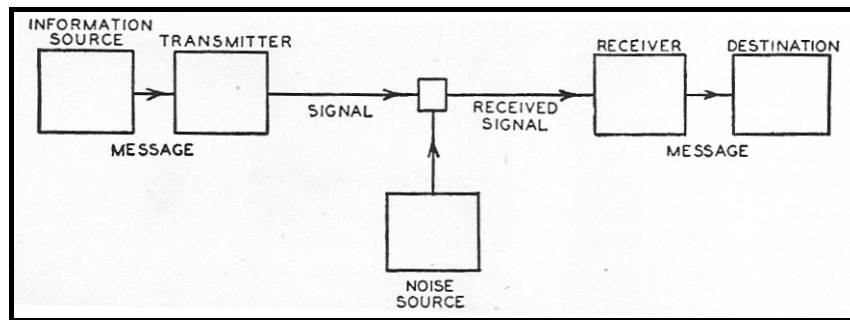 INFORMATION
SOURCE
TRANSMITTER
RECEIVER
DESTINATION
SIGNAL
RECEIVED
SIGNAL
MESSAGE
MESSAGE
NOISE
SOURCE